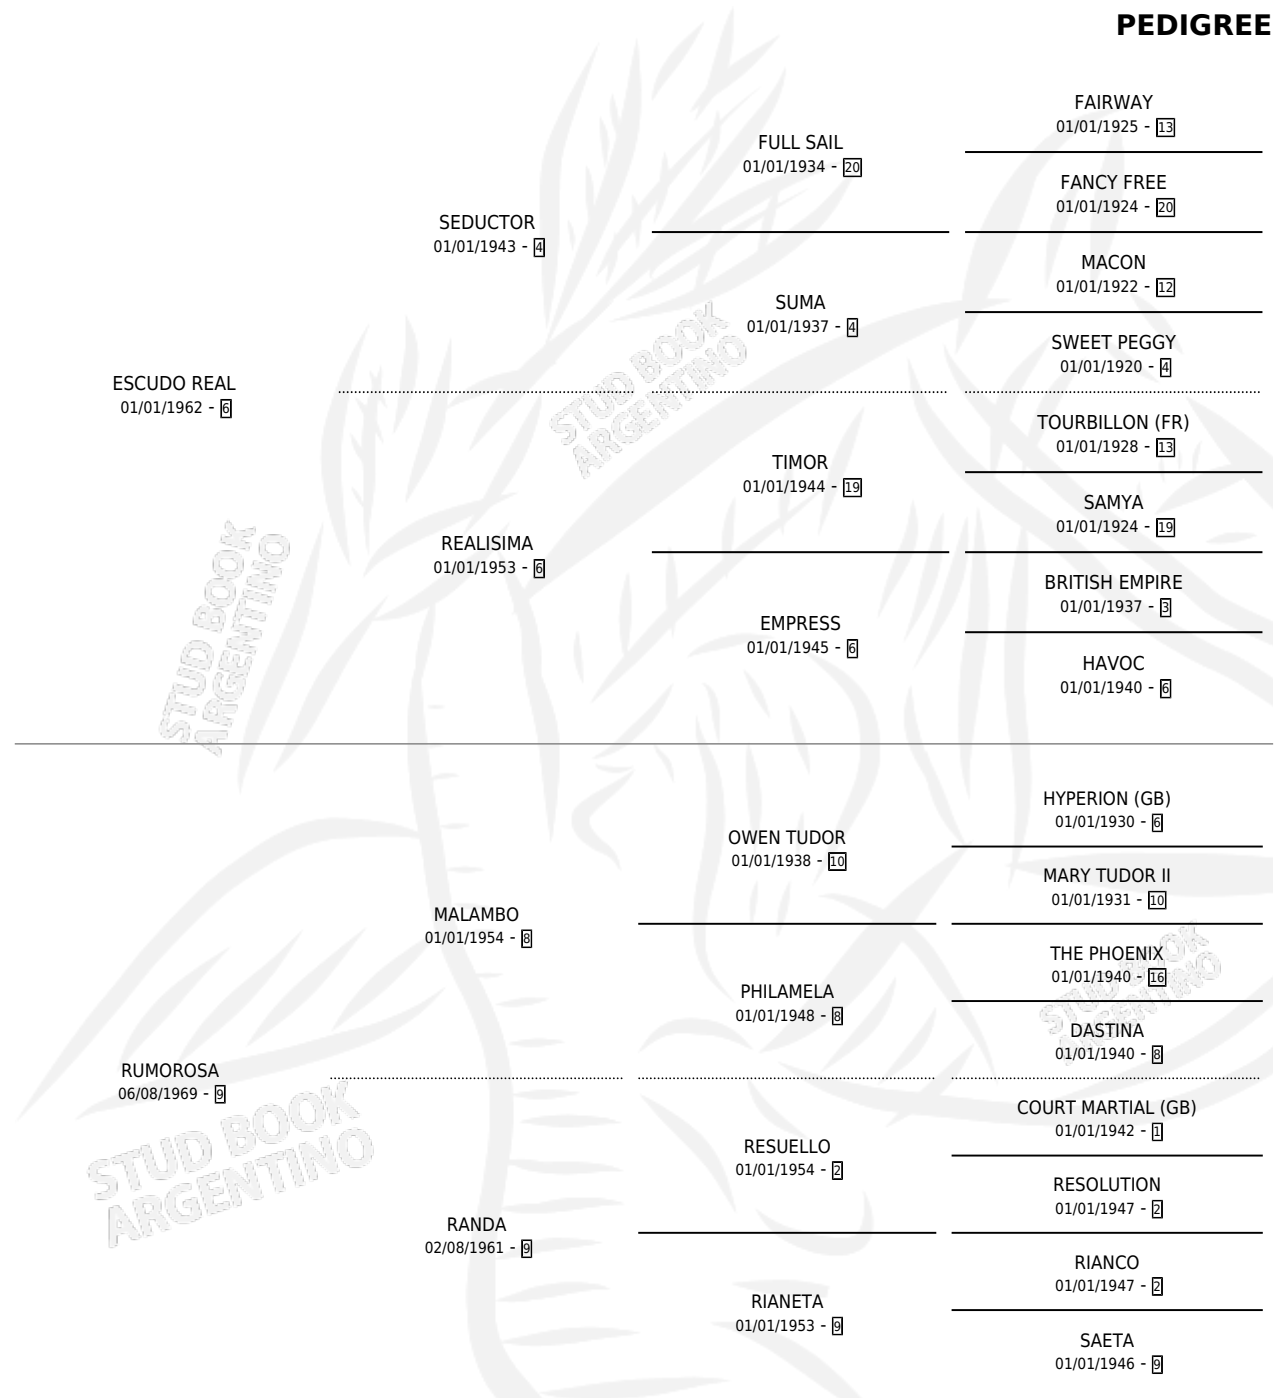 PEDIGREE
FAIRWAY
01/01/1925 - 13
FULL SAIL
01/01/1934 - 20
FANCY FREE
01/01/1924 - 20
SEDUCTOR
01/01/1943 - 4
MACON
01/01/1922 - 12
SUMA
01/01/1937 - 4
SWEET PEGGY
01/01/1920 - 4
ESCUDO REAL
01/01/1962 - 6
TOURBILLON (FR)
01/01/1928 - 13
TIMOR
01/01/1944 - 19
SAMYA
01/01/1924 - 19
REALISIMA
01/01/1953 - 6
BRITISH EMPIRE
01/01/1937 - 3
EMPRESS
01/01/1945 - 6
HAVOC
01/01/1940 - 6
HYPERION (GB)
01/01/1930 - 6
OWEN TUDOR
01/01/1938 - 10
MARY TUDOR II
01/01/1931 - 10
MALAMBO
01/01/1954 - 8
THE PHOENIX
01/01/1940 - 16
PHILAMELA
01/01/1948 - 8
DASTINA
01/01/1940 - 8
RUMOROSA
06/08/1969 - 9
COURT MARTIAL (GB)
01/01/1942 - 1
RESUELLO
01/01/1954 - 2
RESOLUTION
01/01/1947 - 2
RANDA
02/08/1961 - 9
RIANCO
01/01/1947 - 2
RIANETA
01/01/1953 - 9
SAETA
01/01/1946 - 9
STUD BOOK
ARGENTINO
STUD BOOK
ARGENTINO
STUD BOOK
ARGENTINO
STUD BOOK
ARGENTINO